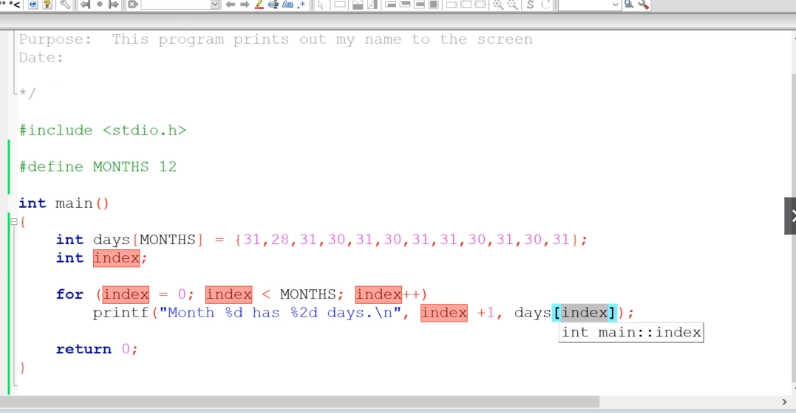 Purpose:  This program prints out my name to the screen
Date:
*/
#include <stdio.h>
#define MONTHS 12
int main()
{
    int days[MONTHS] = {31,28,31,30,31,30,31,31,30,31,30,31};
    int index;
    for (index = 0; index < MONTHS; index++)
        printf("Month %d has %2d days.\n", index +1, days[index]);
int main::index
    return 0;
}